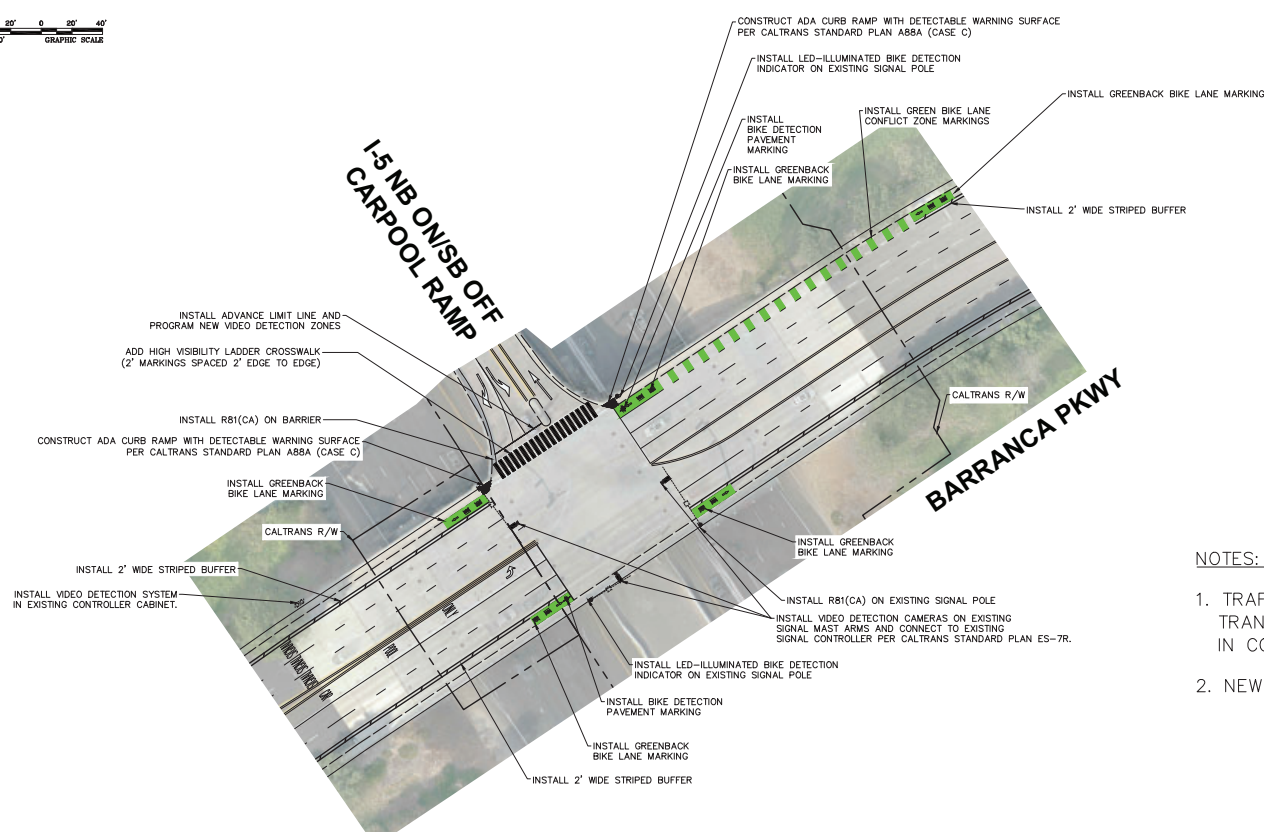 20' 0 20' 40'
GRAPHIC SCALE
CONSTRUCT ADA CURB RAMP WITH DETECTABLE WARNING SURFACE
PER CALTRANS STANDARD PLAN A88A (CASE C)
INSTALL LED-ILLUMINATED BIKE DETECTION
INDICATOR ON EXISTING SIGNAL POLE
INSTALL GREENBACK BIKE LANE MARKING
INSTALL GREEN BIKE LANE
CONFLICT ZONE MARKINGS
INSTALL
BIKE DETECTION
PAVEMENT
MARKING
INSTALL GREENBACK
BIKE LANE MARKING
INSTALL 2' WIDE STRIPED BUFFER
I-5 NB ON/SB OFF
CARPOOL RAMP
INSTALL ADVANCE LIMIT LINE AND
PROGRAM NEW VIDEO DETECTION ZONES
ADD HIGH VISIBILITY LADDER CROSSWALK
(2' MARKINGS SPACED 2' EDGE TO EDGE)
INSTALL R81(CA) ON BARRIER
CONSTRUCT ADA CURB RAMP WITH DETECTABLE WARNING SURFACE
PER CALTRANS STANDARD PLAN A88A (CASE C)
INSTALL GREENBACK
BIKE LANE MARKING
CALTRANS R/W
INSTALL 2' WIDE STRIPED BUFFER
INSTALL VIDEO DETECTION SYSTEM
IN EXISTING CONTROLLER CABINET.
CALTRANS R/W
BARRANCA PKWY
INSTALL GREENBACK
BIKE LANE MARKING
INSTALL R81(CA) ON EXISTING SIGNAL POLE
INSTALL VIDEO DETECTION CAMERAS ON EXISTING
SIGNAL MAST ARMS AND CONNECT TO EXISTING
SIGNAL CONTROLLER PER CALTRANS STANDARD PLAN ES-7R.
INSTALL LED-ILLUMINATED BIKE DETECTION
INDICATOR ON EXISTING SIGNAL POLE
INSTALL BIKE DETECTION
PAVEMENT MARKING
INSTALL GREENBACK
BIKE LANE MARKING
INSTALL 2' WIDE STRIPED BUFFER
ONLY
POOL
CAR
NOTES:
1. TRAF
TRAN
IN CO
2. NEW